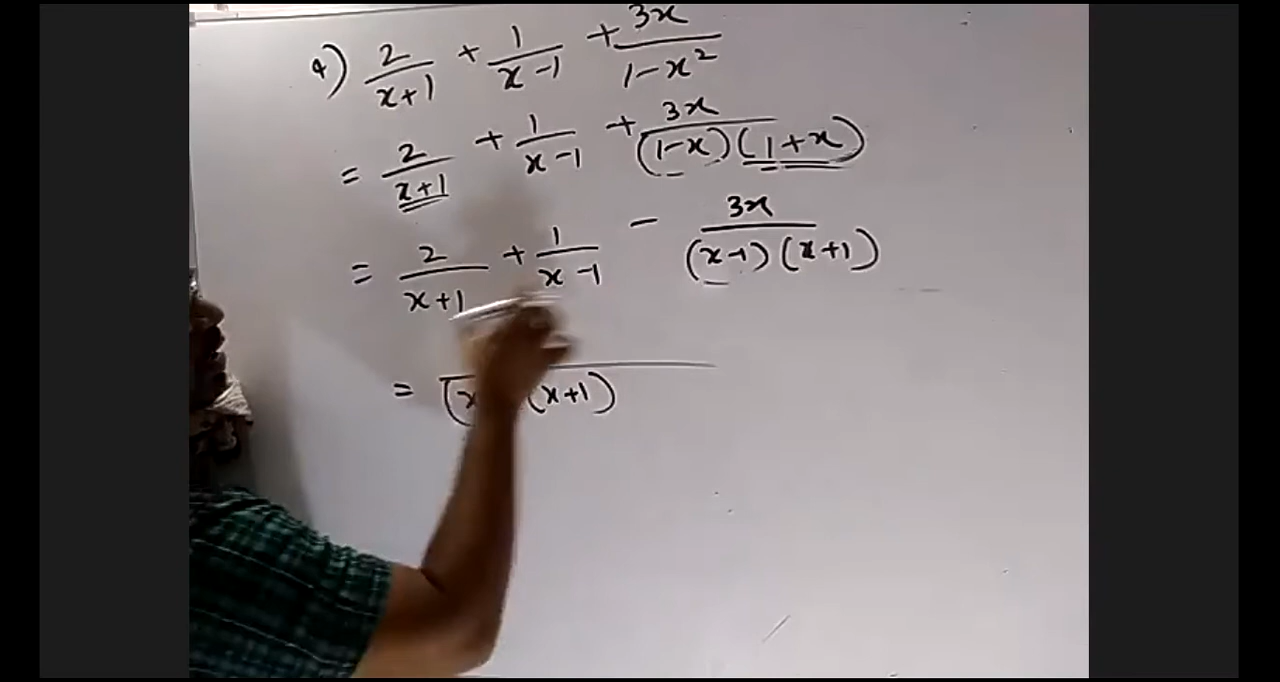 4) 2/(x+1) + 1/(x-1) + 3x/(1-x²)
= 2/(x+1) + 1/(x-1) + 3x/((1-x)(1+x))
= 2/(x+1) + 1/(x-1) - 3x/((x-1)(x+1))
= /(x (x+1)